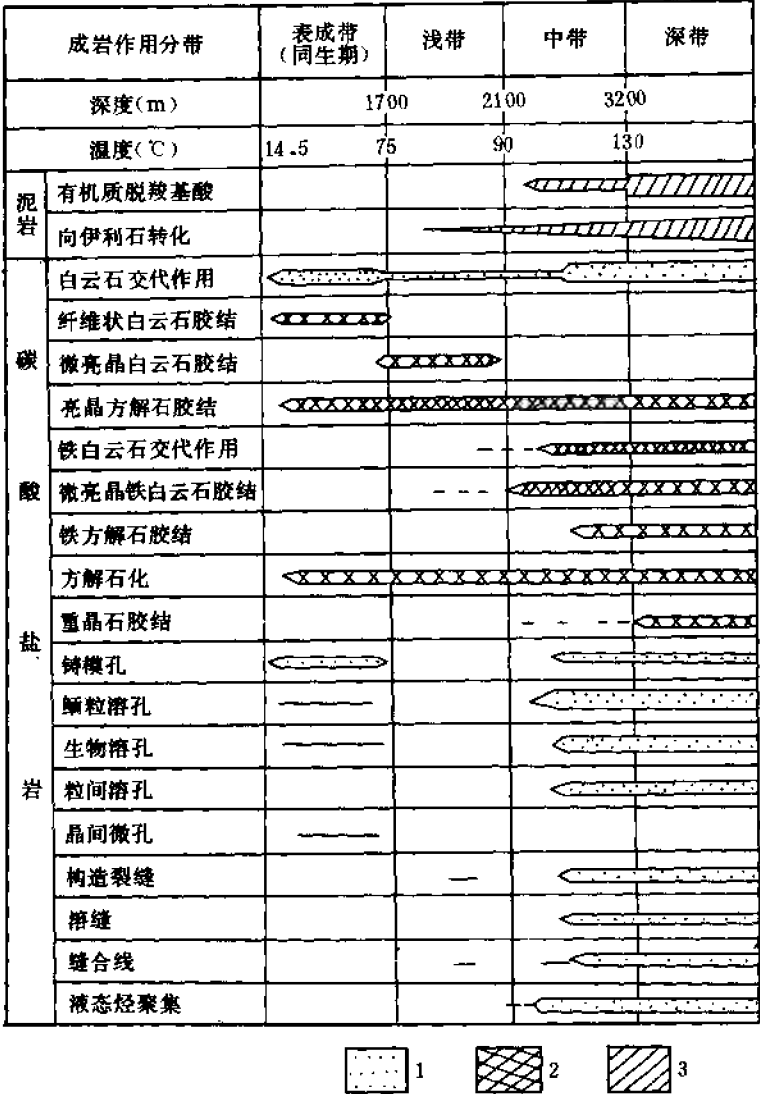 成岩作用分带 表成带 浅带 中带 深带
(同生期)
深度(m) 1700 2100 3200
温度(℃) 14.5 75 90 130
泥岩
有机质脱羧基酸
向伊利石转化
碳酸盐岩
白云石交代作用
纤维状白云石胶结
微亮晶白云石胶结
亮晶方解石胶结
铁白云石交代作用
微亮晶铁白云石胶结
铁方解石胶结
方解石化
重晶石胶结
铸模孔
鲕粒溶孔
生物溶孔
粒间溶孔
晶间微孔
构造裂缝
溶缝
缝合线
液态烃聚集
1 2 3